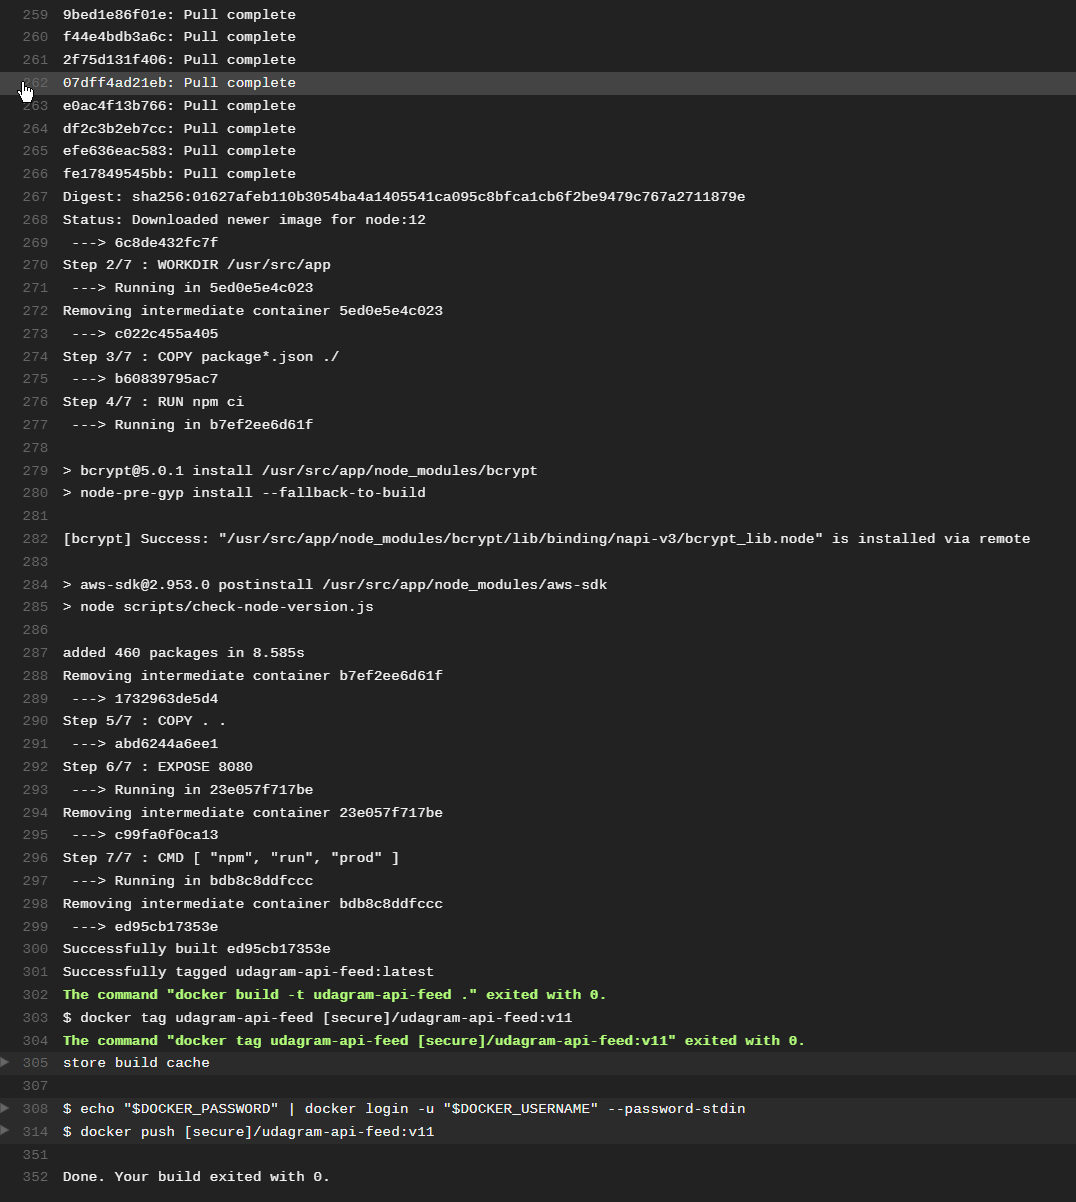 259 9bed1e86f01e: Pull complete
260 f44e4bdb3a6c: Pull complete
261 2f75d131f406: Pull complete
262 07dff4ad21eb: Pull complete
263 e0ac4f13b766: Pull complete
264 df2c3b2eb7cc: Pull complete
265 efe636eac583: Pull complete
266 fe17849545bb: Pull complete
267 Digest: sha256:01627afeb110b3054ba4a1405541ca095c8bfca1cb6f2be9479c767a2711879e
268 Status: Downloaded newer image for node:12
269 ---> 6c8de432fc7f
270 Step 2/7 : WORKDIR /usr/src/app
271 ---> Running in 5ed0e5e4c023
272 Removing intermediate container 5ed0e5e4c023
273 ---> c022c455a405
274 Step 3/7 : COPY package*.json ./
275 ---> b60839795ac7
276 Step 4/7 : RUN npm ci
277 ---> Running in b7ef2ee6d61f
278
279 > bcrypt@5.0.1 install /usr/src/app/node_modules/bcrypt
280 > node-pre-gyp install --fallback-to-build
281
282 [bcrypt] Success: "/usr/src/app/node_modules/bcrypt/lib/binding/napi-v3/bcrypt_lib.node" is installed via remote
283
284 > aws-sdk@2.953.0 postinstall /usr/src/app/node_modules/aws-sdk
285 > node scripts/check-node-version.js
286
287 added 460 packages in 8.585s
288 Removing intermediate container b7ef2ee6d61f
289 ---> 1732963de5d4
290 Step 5/7 : COPY . .
291 ---> abd6244a6ee1
292 Step 6/7 : EXPOSE 8080
293 ---> Running in 23e057f717be
294 Removing intermediate container 23e057f717be
295 ---> c99fa0f0ca13
296 Step 7/7 : CMD [ "npm", "run", "prod" ]
297 ---> Running in bdb8c8ddfccc
298 Removing intermediate container bdb8c8ddfccc
299 ---> ed95cb17353e
300 Successfully built ed95cb17353e
301 Successfully tagged udagram-api-feed:latest
302 The command "docker build -t udagram-api-feed ." exited with 0.
303 $ docker tag udagram-api-feed [secure]/udagram-api-feed:v11
304 The command "docker tag udagram-api-feed [secure]/udagram-api-feed:v11" exited with 0.
305 store build cache
307
308 $ echo "$DOCKER_PASSWORD" | docker login -u "$DOCKER_USERNAME" --password-stdin
314 $ docker push [secure]/udagram-api-feed:v11
351
352 Done. Your build exited with 0.